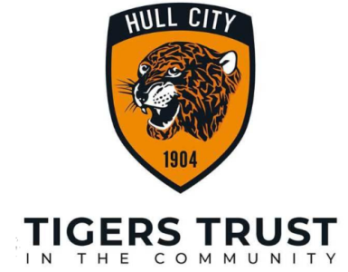 HULL CITY
1904
TIGERS TRUST
IN THE COMMUNITY